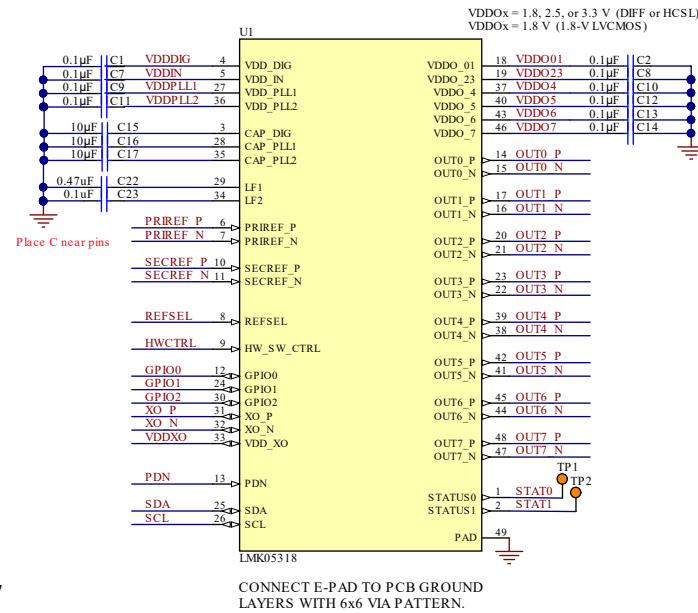 VDDOx = 1.8, 2.5, or 3.3 V (DIFF or HCSL)
VDDOx = 1.8 V (1.8-V LVCMOS)
U1
0.1µF C1 VDDDIG 4 VDD_DIG
0.1µF C7 VDDIN 5 VDD_IN
0.1µF C9 VDDPLL1 27 VDD_PLL1
0.1µF C11 VDDPLL2 36 VDD_PLL2
10µF C15 3 CAP_DIG
10µF C16 28 CAP_PLL1
10µF C17 35 CAP_PLL2
0.47uF C22 29 LF1
0.1uF C23 34 LF2
Place C near pins
PRIREF_P 6 PRIREF_P
PRIREF_N 7 PRIREF_N
SECREF_P 10 SECREF_P
SECREF_N 11 SECREF_N
REFSEL 8 REFSEL
HWCTRL 9 HW_SW_CTRL
GPIO0 12 GPIO0
GPIO1 24 GPIO1
GPIO2 30 GPIO2
XO_P 31 XO_P
XO_N 32 XO_N
VDDXO 33 VDD_XO
PDN 13 PDN
SDA 25 SDA
SCL 26 SCL
VDDO_01 18 VDDO01 0.1µF C2
VDDO_23 19 VDDO23 0.1µF C8
VDDO_4 37 VDDO4 0.1µF C10
VDDO_5 40 VDDO5 0.1µF C12
VDDO_6 43 VDDO6 0.1µF C13
VDDO_7 46 VDDO7 0.1µF C14
OUT0_P 14 OUT0_P
OUT0_N 15 OUT0_N
OUT1_P 17 OUT1_P
OUT1_N 16 OUT1_N
OUT2_P 20 OUT2_P
OUT2_N 21 OUT2_N
OUT3_P 23 OUT3_P
OUT3_N 22 OUT3_N
OUT4_P 39 OUT4_P
OUT4_N 38 OUT4_N
OUT5_P 42 OUT5_P
OUT5_N 41 OUT5_N
OUT6_P 45 OUT6_P
OUT6_N 44 OUT6_N
OUT7_P 48 OUT7_P
OUT7_N 47 OUT7_N
TP1
TP2
STATUS0 1 STAT0
STATUS1 2 STAT1
PAD 49
LMK05318
CONNECT E-PAD TO PCB GROUND
LAYERS WITH 6x6 VIA PATTERN.